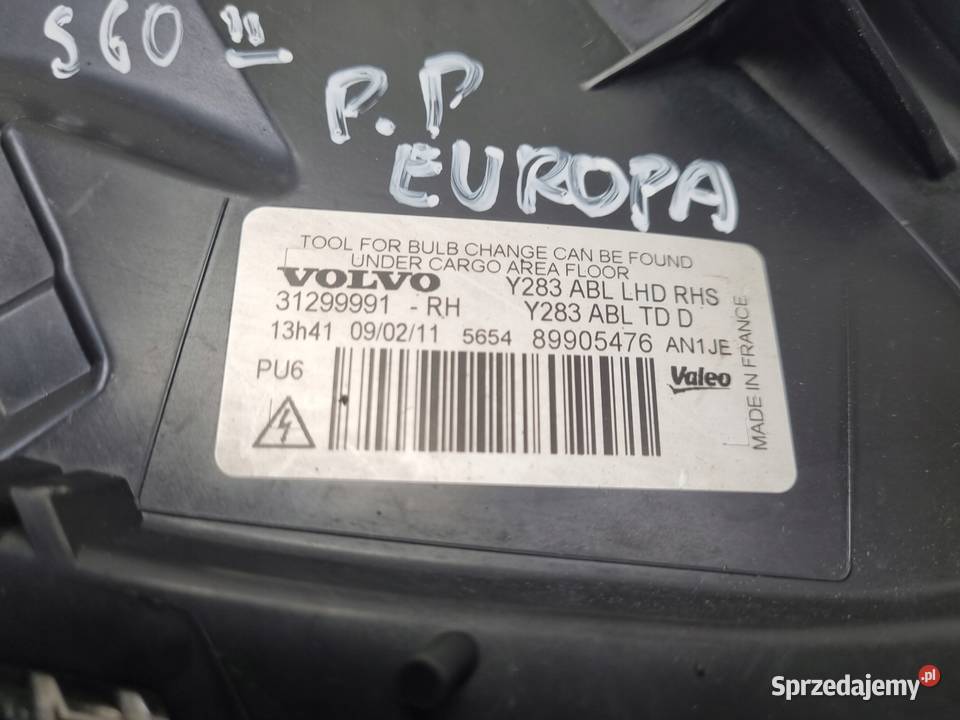 S60 II
P.P
EUROPA
TOOL FOR BULB CHANGE CAN BE FOUND
UNDER CARGO AREA FLOOR
VOLVO Y283 ABL LHD RHS
31299991 - RH Y283 ABL TD D
13h41 09/02/11 5654 89905476 AN1JE
PU6
Valeo
MADE IN FRANCE
Sprzedajemy.pl